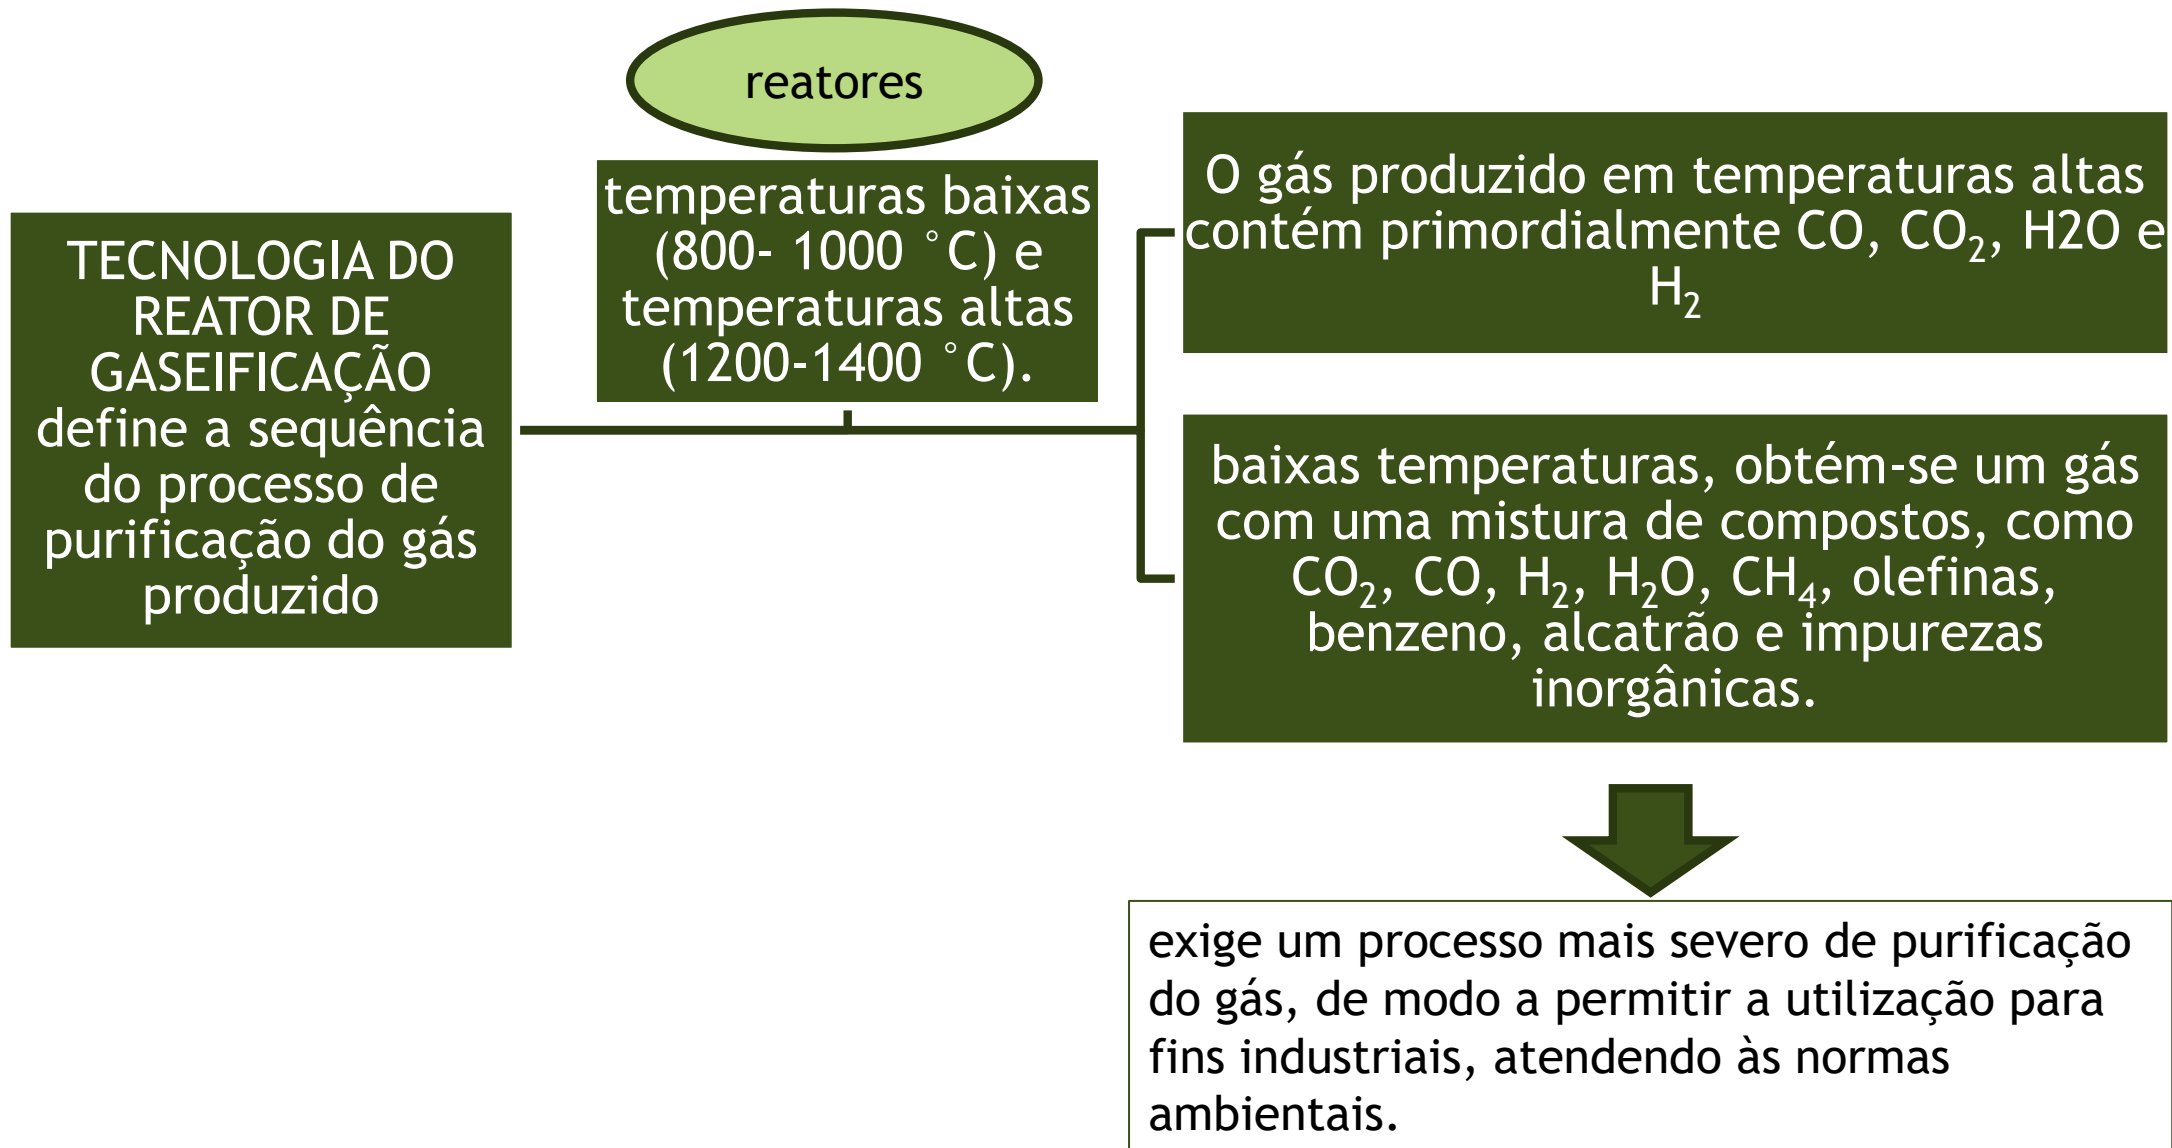 reatores
TECNOLOGIA DO
REATOR DE
GASEIFICAÇÃO
define a sequência
do processo de
purificação do gás
produzido
temperaturas baixas
(800- 1000 °C) e
temperaturas altas
(1200-1400 °C).
O gás produzido em temperaturas altas
contém primordialmente CO, CO₂, H2O e
H₂
baixas temperaturas, obtém-se um gás
com uma mistura de compostos, como
CO₂, CO, H₂, H₂O, CH₄, olefinas,
benzeno, alcatrão e impurezas
inorgânicas.
exige um processo mais severo de purificação
do gás, de modo a permitir a utilização para
fins industriais, atendendo às normas
ambientais.